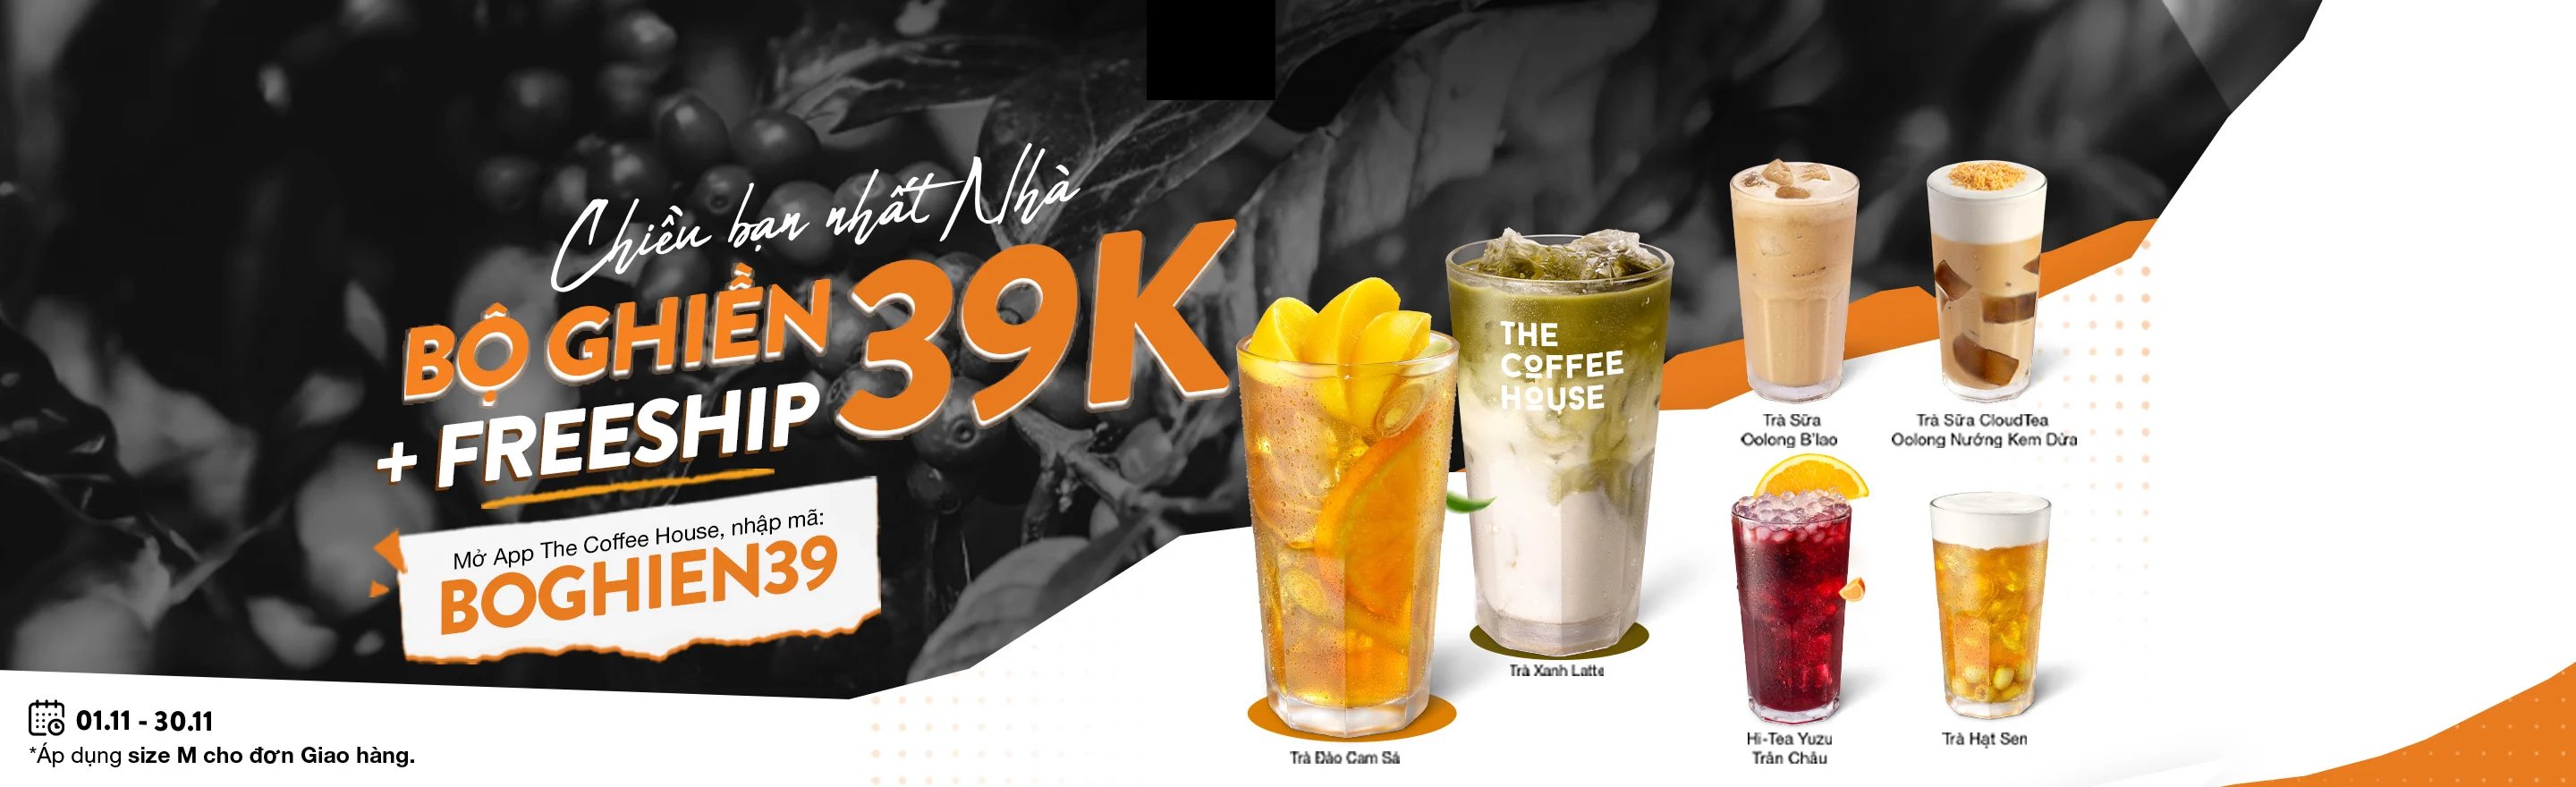 Chiều bạn nhất Nhà
BỘ GHIỀN 39K
+ FREESHIP
Mở App The Coffee House, nhập mã:
BOGHIEN39
01.11 - 30.11
*Áp dụng size M cho đơn Giao hàng.
THE
COFFEE
HOUSE
Trà Đào Cam Sả
Trà Xanh Latte
Trà Sữa
Oolong B'lao
Trà Sữa CloudTea
Oolong Nướng Kem Dừa
Hi-Tea Yuzu
Trân Châu
Trà Hạt Sen